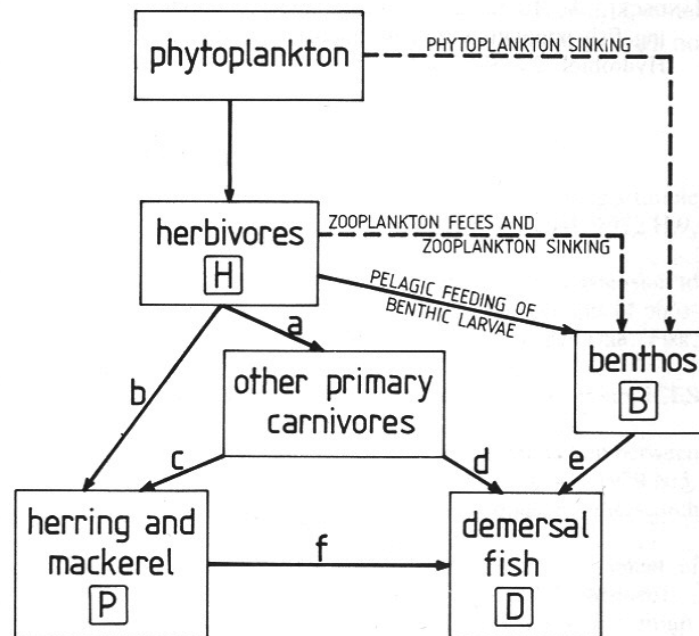 phytoplankton
PHYTOPLANKTON SINKING
herbivores
H
ZOOPLANKTON FECES AND
ZOOPLANKTON SINKING
PELAGIC FEEDING OF
BENTHIC LARVAE
a
b
other primary
carnivores
benthos
B
c
d
e
herring and
mackerel
P
f
demersal
fish
D